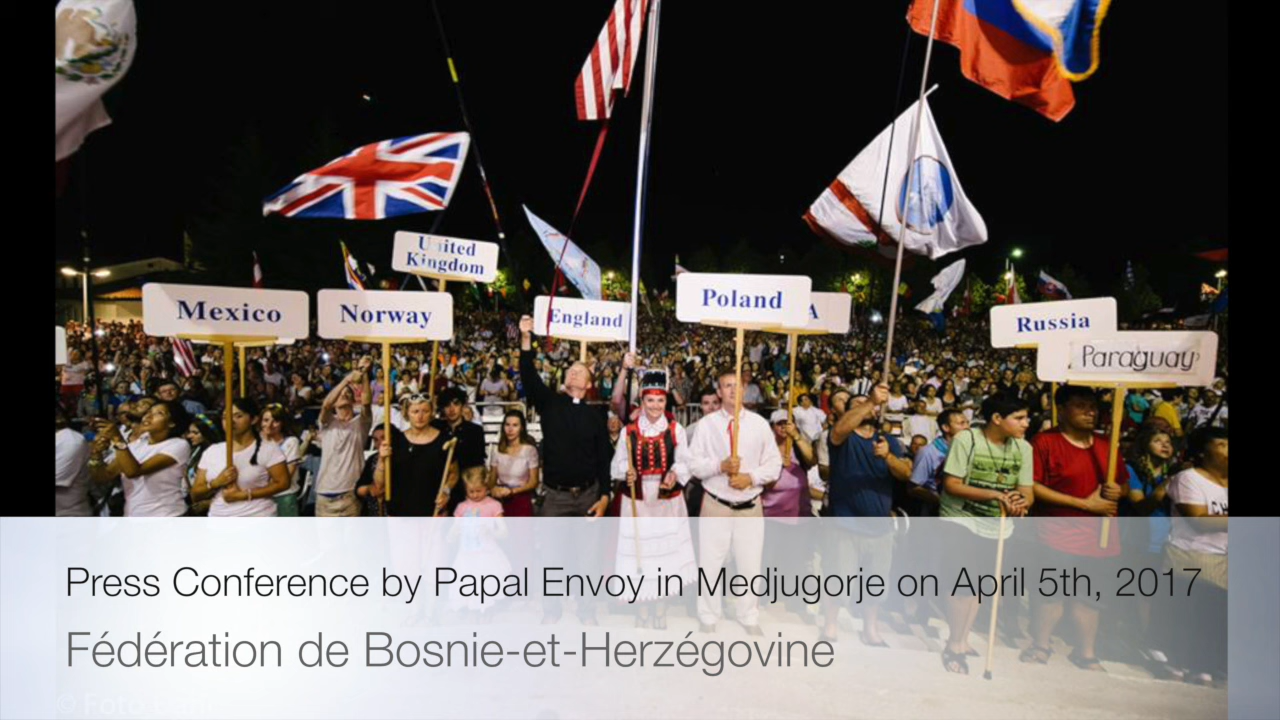 United
Kingdom
Mexico
Norway
England
Poland
A
Russia
Paraguay
Press Conference by Papal Envoy in Medjugorje on April 5th, 2017
Fédération de Bosnie-et-Herzégovine
© Foto